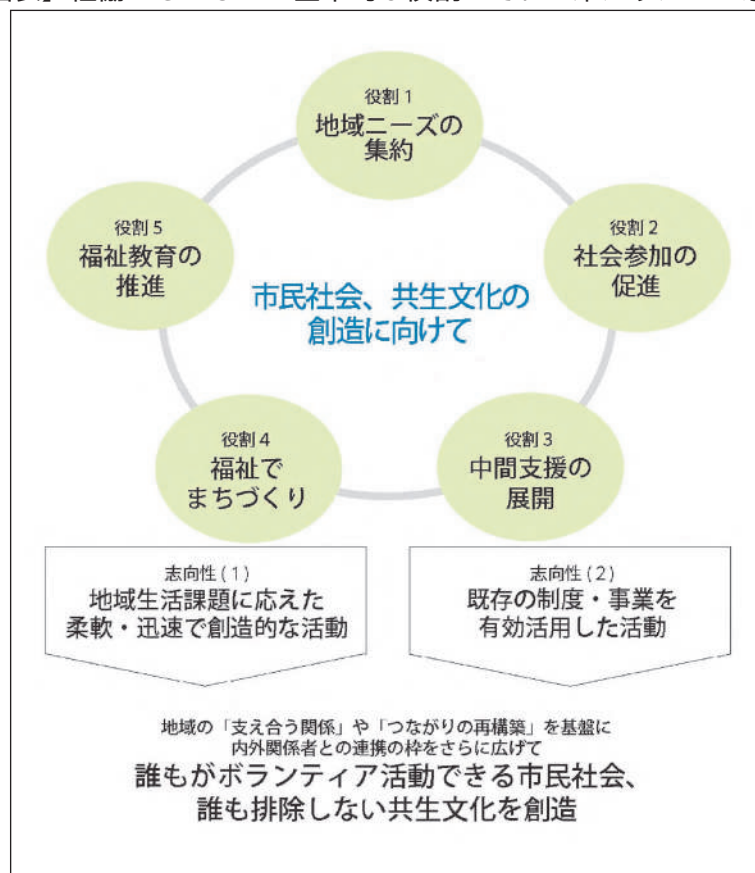 役割 1
地域ニーズの
集約
役割 5
福祉教育の
推進
役割 2
社会参加の
促進
市民社会、共生文化の
創造に向けて
役割 4
福祉で
まちづくり
役割 3
中間支援の
展開
志向性 ( 1 )
地域生活課題に応えた
柔軟・迅速で創造的な活動
志向性 ( 2 )
既存の制度・事業を
有効活用した活動
地域の「支え合う関係」や「つながりの再構築」を基盤に
内外関係者との連携の枠をさらに広げて
誰もがボランティア活動できる市民社会、
誰も排除しない共生文化を創造